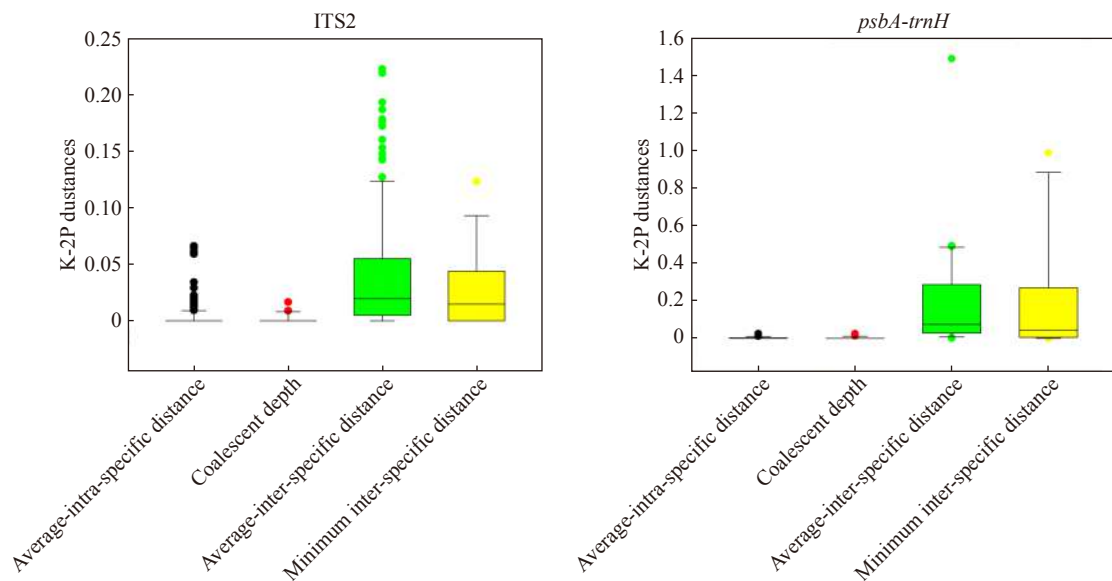 ITS2
0.25
0.20
0.15
0.10
0.05
0
K-2P dustances
Average-intra-specific distance
Coalescent depth
Average-inter-specific distance
Minimum inter-specific distance
psbA-trnH
1.6
1.4
1.2
1.0
0.8
0.6
0.4
0.2
0
K-2P dustances
Average-intra-specific distance
Coalescent depth
Average-inter-specific distance
Minimum inter-specific distance